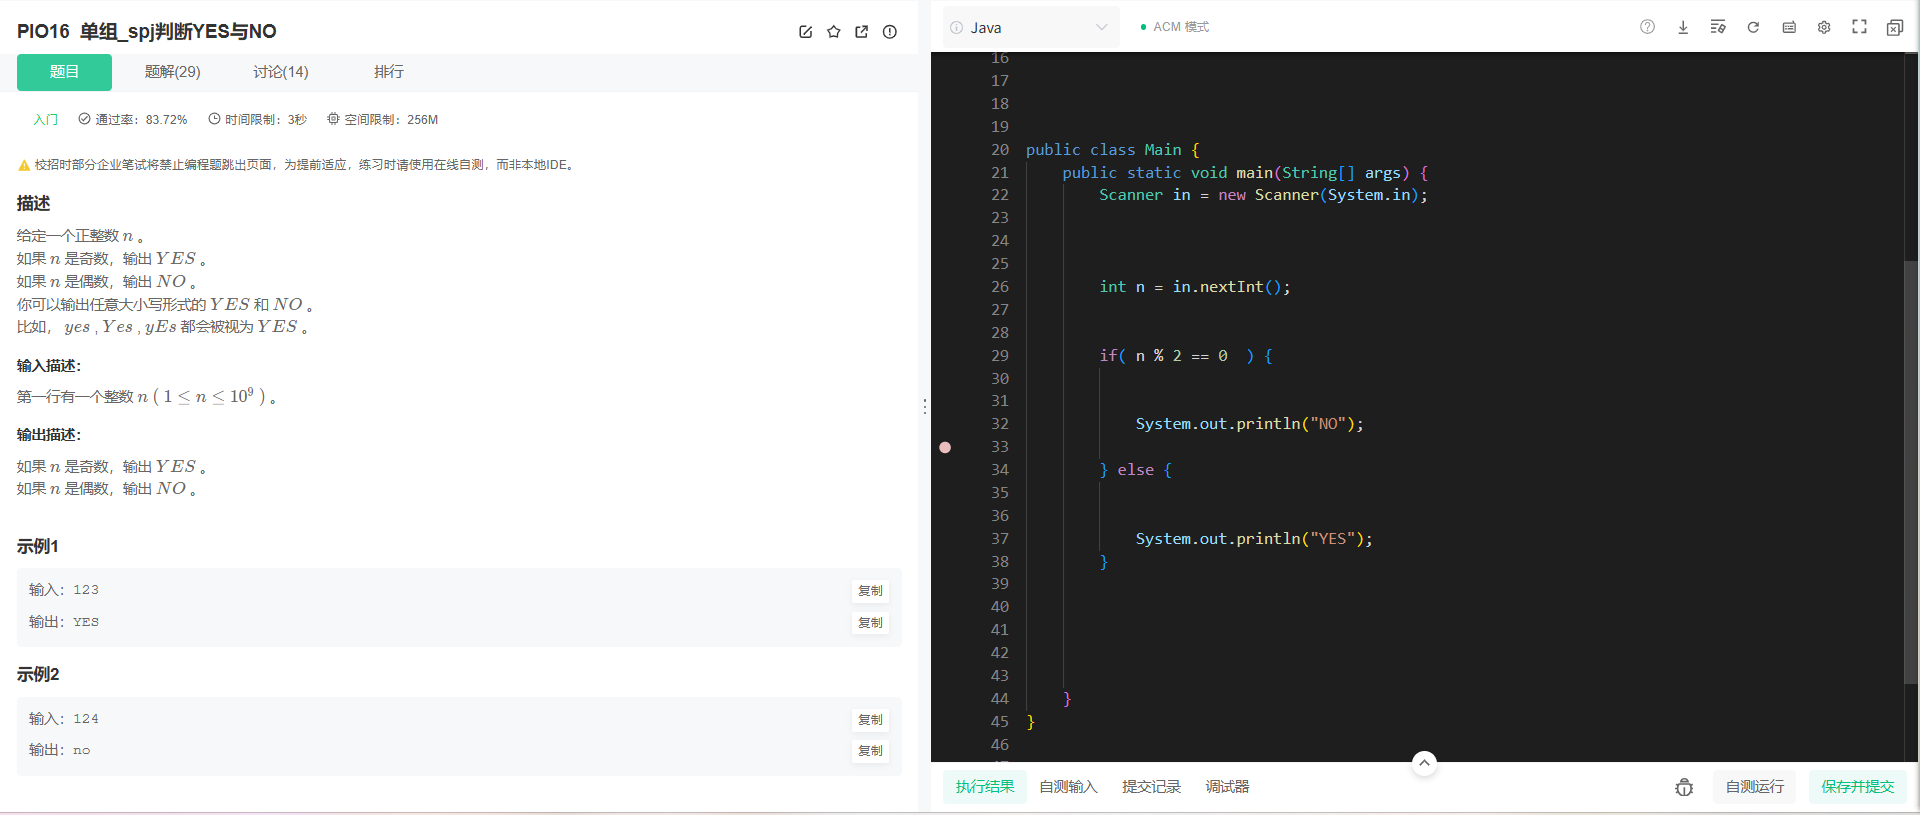 PIO16 单组_spj判断YES与NO
题目 题解(29) 讨论(14) 排行
入门 通过率：83.72% 时间限制：3秒 空间限制：256M
校招时部分企业笔试将禁止编程题跳出页面，为提前适应，练习时请使用在线自测，而非本地IDE。
描述
给定一个正整数 n 。
如果 n 是奇数，输出 YES 。
如果 n 是偶数，输出 NO 。
你可以输出任意大小写形式的 YES 和 NO 。
比如， yes , Yes , yEs 都会被视为 YES 。
输入描述：
第一行有一个整数 n ( 1 ≤ n ≤ 10⁹ ) 。
输出描述：
如果 n 是奇数，输出 YES 。
如果 n 是偶数，输出 NO 。
示例1
输入：123 复制
输出：YES 复制
示例2
输入：124 复制
输出：no 复制
Java ACM 模式
16
17
18
19
20 public class Main {
21 public static void main(String[] args) {
22 Scanner in = new Scanner(System.in);
23
24
25
26 int n = in.nextInt();
27
28
29 if( n % 2 == 0 ) {
30
31
32 System.out.println("NO");
33
34 } else {
35
36
37 System.out.println("YES");
38 }
39
40
41
42
43
44 }
45 }
46
执行结果 自测输入 提交记录 调试器 自测运行 保存并提交